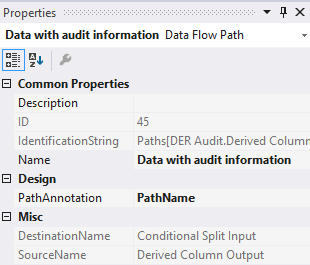 Properties
Data with audit information Data Flow Path
Common Properties
Description
ID 45
IdentificationString Paths[DER Audit.Derived Column
Name Data with audit information
Design
PathAnnotation PathName
Misc
DestinationName Conditional Split Input
SourceName Derived Column Output